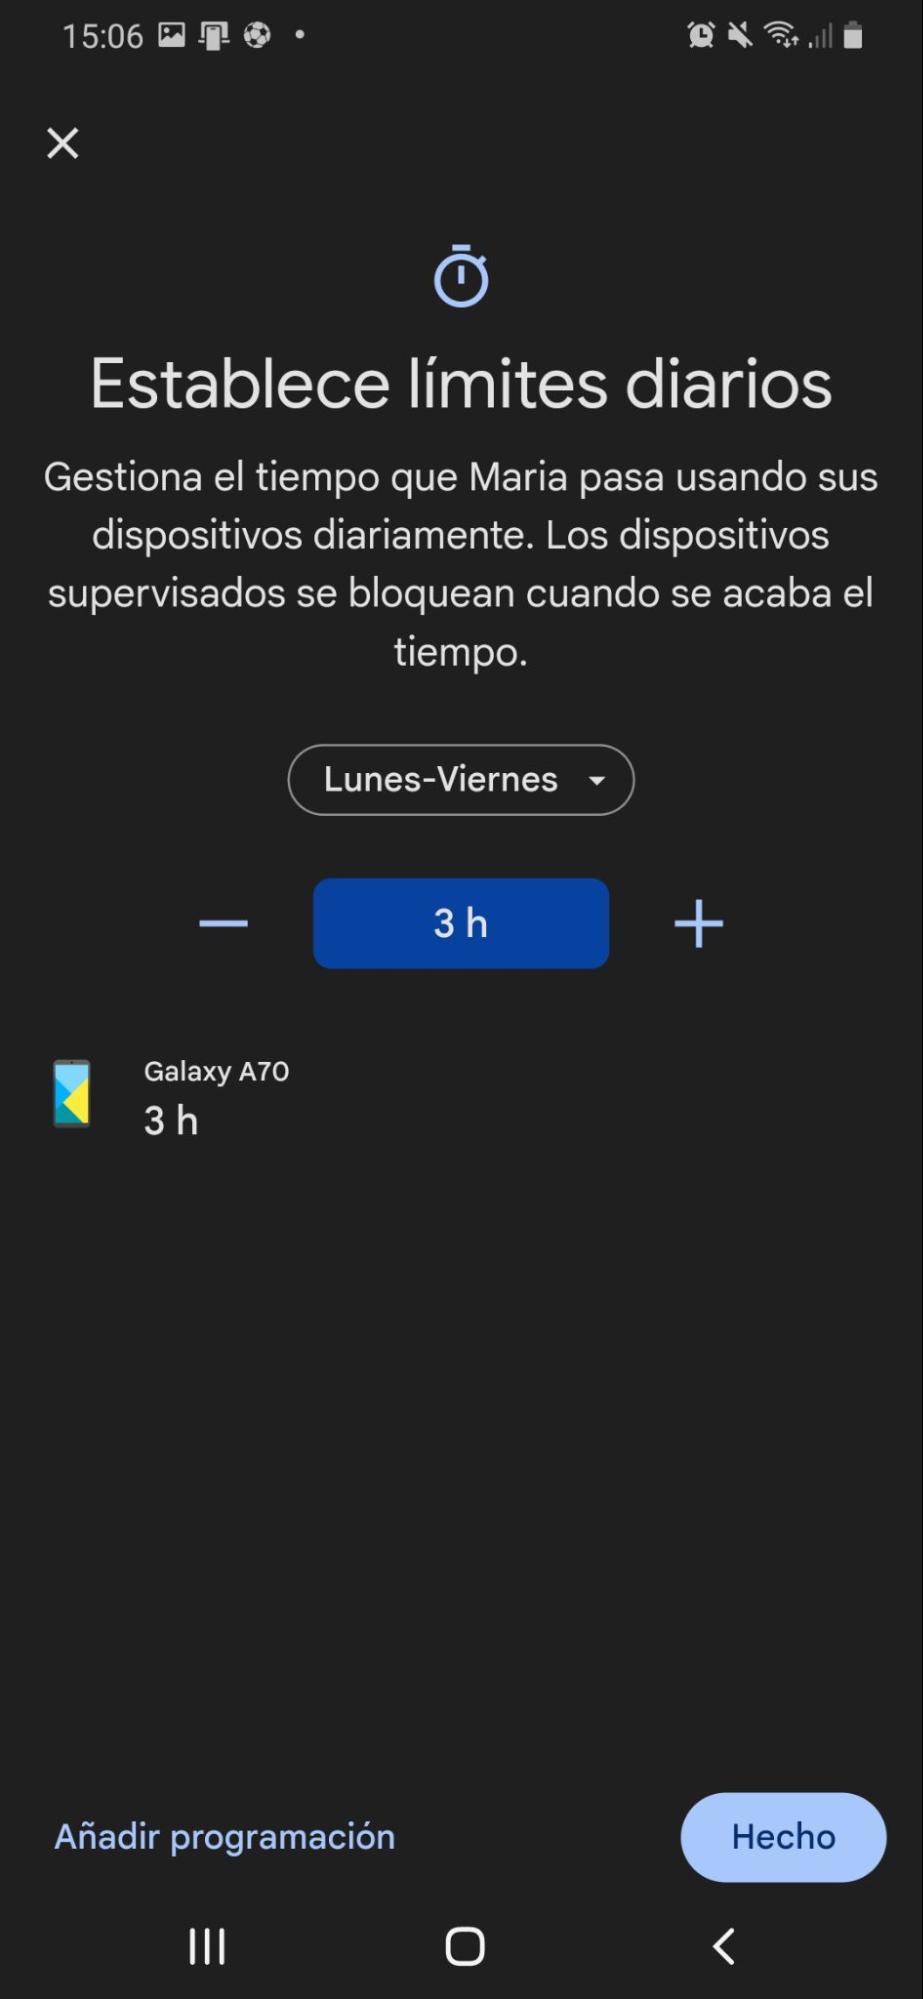 15:06
Establece límites diarios
Gestiona el tiempo que Maria pasa usando sus
dispositivos diariamente. Los dispositivos
supervisados se bloquean cuando se acaba el
tiempo.
Lunes-Viernes
3 h
Galaxy A70
3 h
Añadir programación
Hecho